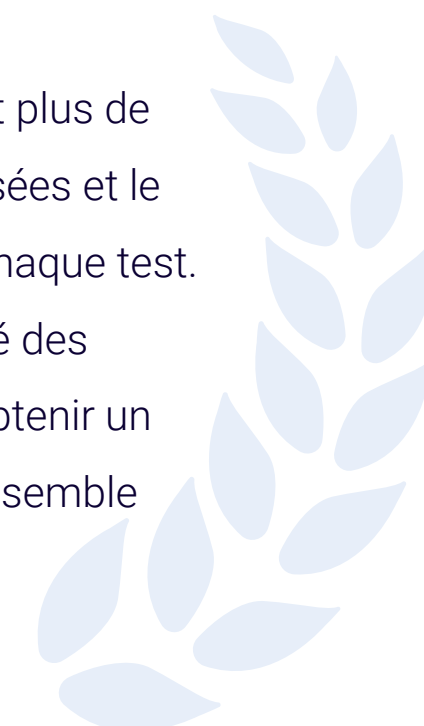 t plus de
sées et le
haque test.
é des
btenir un
semble